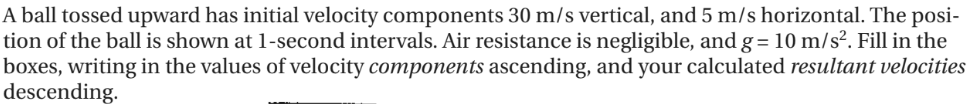 A ball tossed upward has initial velocity components 30 m/s vertical, and 5 m/s horizontal. The posi-
tion of the ball is shown at 1-second intervals. Air resistance is negligible, and g = 10 m/s². Fill in the
boxes, writing in the values of velocity components ascending, and your calculated resultant velocities
descending.